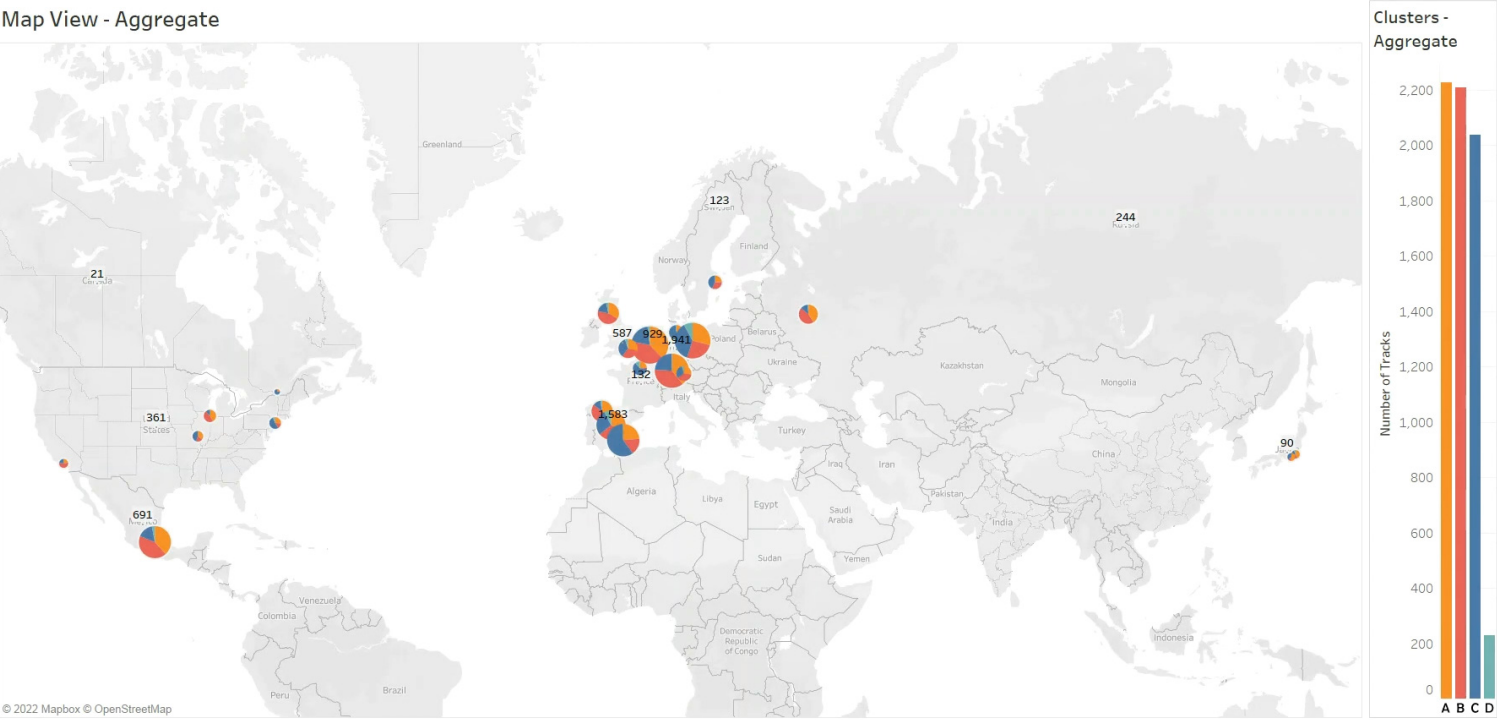 Map View - Aggregate
Greenland
123
Sweden
244
Russia
Finland
Norway
21
Canada
587
929
1,941
Poland
Belarus
Ukraine
132
France
Italy
Kazakhstan
Mongolia
361
States
1,583
Turkey
90
Japan
China
Iraq
Iran
Pakistan
India
Algeria
Libya
Egypt
Saudi
Arabia
Yemen
Sudan
691
Mexico
Venezuela
Colombia
Democratic
Republic
of Congo
Indonesia
Peru
Brazil
© 2022 Mapbox © OpenStreetMap
Clusters -
Aggregate
Number of Tracks
2,200
2,000
1,800
1,600
1,400
1,200
1,000
800
600
400
200
0
A B C D